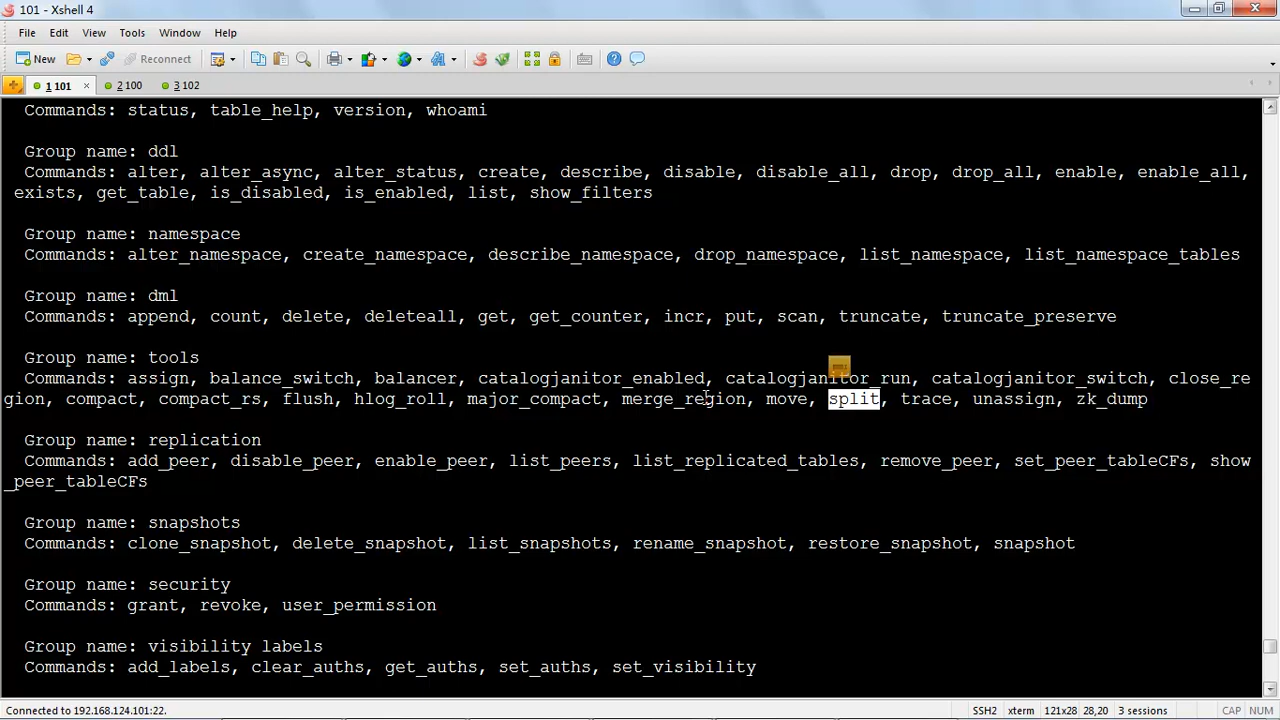 101 - Xshell 4
File Edit View Tools Window Help
New Reconnect
1 101 2 100 3 102
Commands: status, table_help, version, whoami
Group name: ddl
Commands: alter, alter_async, alter_status, create, describe, disable, disable_all, drop, drop_all, enable, enable_all,
exists, get_table, is_disabled, is_enabled, list, show_filters
Group name: namespace
Commands: alter_namespace, create_namespace, describe_namespace, drop_namespace, list_namespace, list_namespace_tables
Group name: dml
Commands: append, count, delete, deleteall, get, get_counter, incr, put, scan, truncate, truncate_preserve
Group name: tools
Commands: assign, balance_switch, balancer, catalogjanitor_enabled, catalogjanitor_run, catalogjanitor_switch, close_re
gion, compact, compact_rs, flush, hlog_roll, major_compact, merge_region, move, split, trace, unassign, zk_dump
Group name: replication
Commands: add_peer, disable_peer, enable_peer, list_peers, list_replicated_tables, remove_peer, set_peer_tableCFs, show
_peer_tableCFs
Group name: snapshots
Commands: clone_snapshot, delete_snapshot, list_snapshots, rename_snapshot, restore_snapshot, snapshot
Group name: security
Commands: grant, revoke, user_permission
Group name: visibility labels
Commands: add_labels, clear_auths, get_auths, set_auths, set_visibility
Connected to 192.168.124.101:22. SSH2 xterm 121x28 28,20 3 sessions CAP NUM